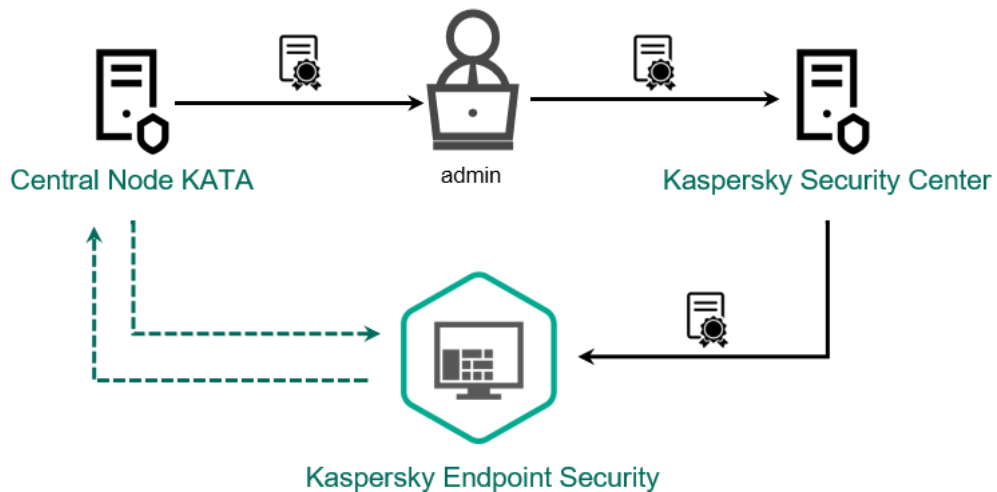 admin
Central Node KATA
Kaspersky Security Center
Kaspersky Endpoint Security